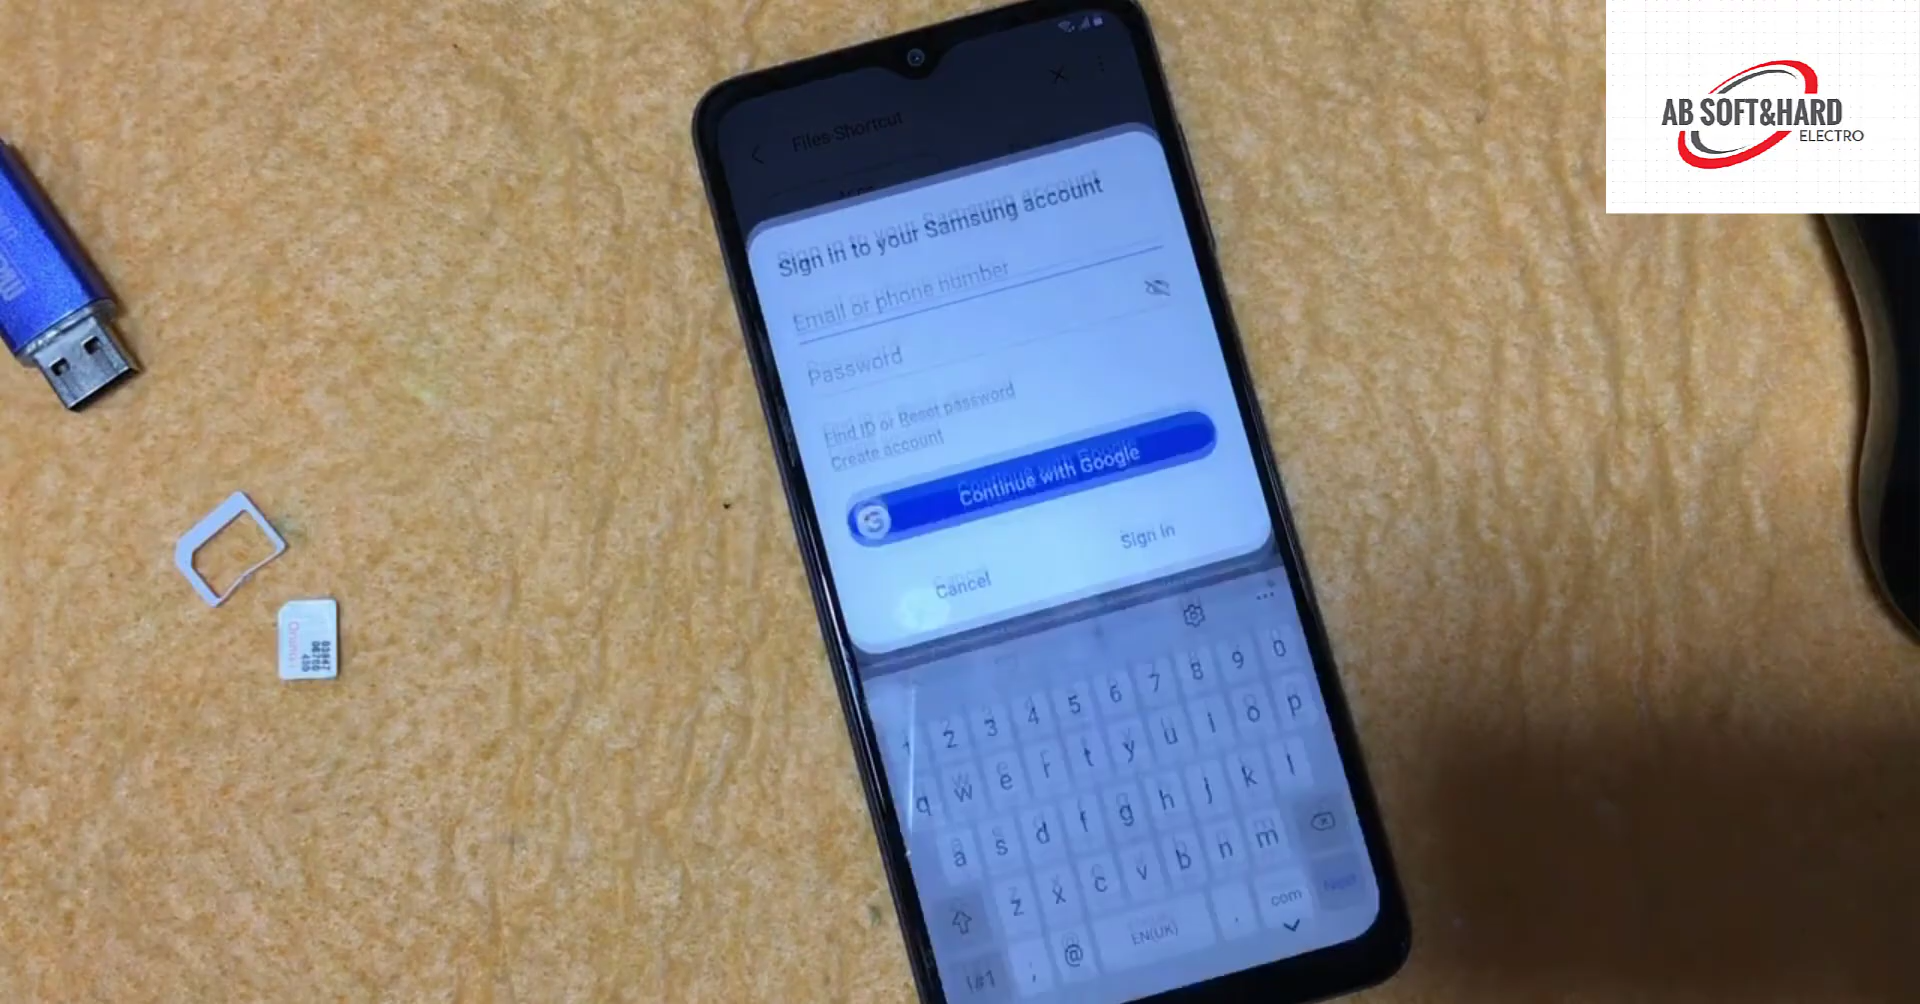 AB SOFT&HARD
ELECTRO
Files Shortcut
Sign in to your Samsung account
Email or phone number
Password
Find ID or Reset password
Create account
G
Continue with Google
Cancel
Sign in
1 2 3 4 5 6 7 8 9 0
q w e r t y u i o p
a s d f g h j k l
z x c v b n m
!#1 , @ EN(UK) . com Next